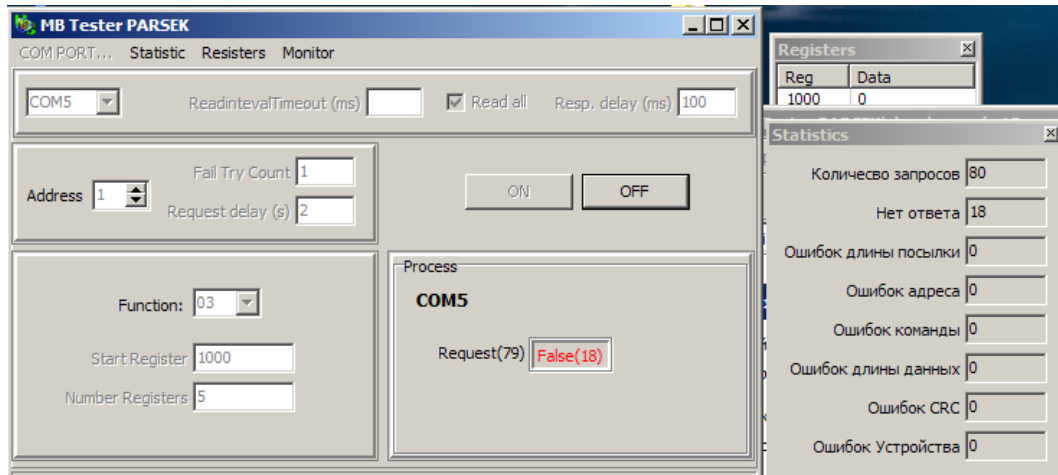 MB Tester PARSEK
COM PORT... Statistic Resisters Monitor
COM5 ReadintevalTimeout (ms) Read all Resp. delay (ms) 100
Address 1
Fail Try Count 1
Request delay (s) 2
ON OFF
Function: 03
Start Register 1000
Number Registers 5
Process
COM5
Request(79) False(18)
Registers
Reg Data
1000 0
Statistics
Количесво запросов 80
Нет ответа 18
Ошибок длины посылки 0
Ошибок адреса 0
Ошибок команды 0
Ошибок длины данных 0
Ошибок CRC 0
Ошибок Устройства 0